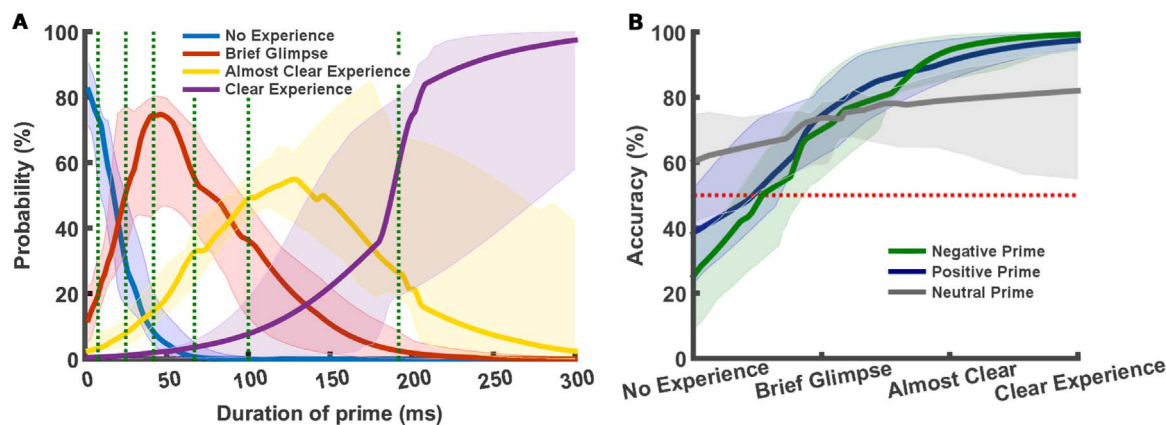 A
No Experience
Brief Glimpse
Almost Clear Experience
Clear Experience
Probability (%)
100
80
60
40
20
0
0 50 100 150 200 250 300
Duration of prime (ms)
B
Accuracy (%)
100
80
60
40
20
0
Negative Prime
Positive Prime
Neutral Prime
No Experience Brief Glimpse Almost Clear Clear Experience